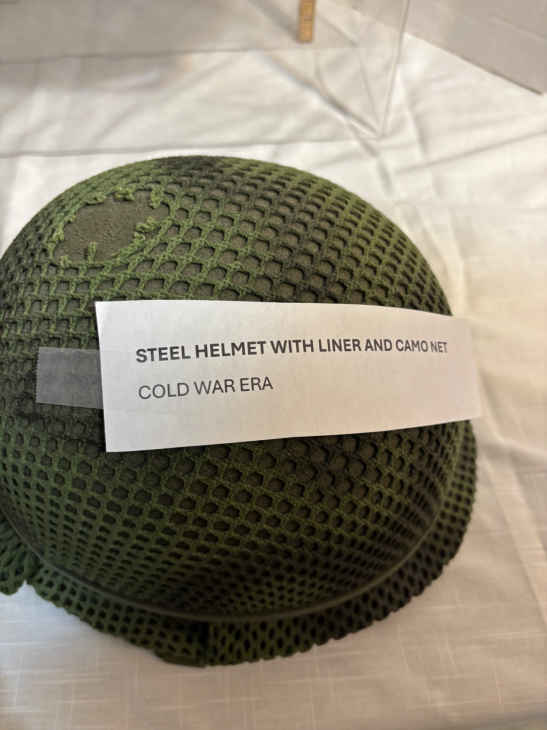 STEEL HELMET WITH LINER AND CAMO NET
COLD WAR ERA